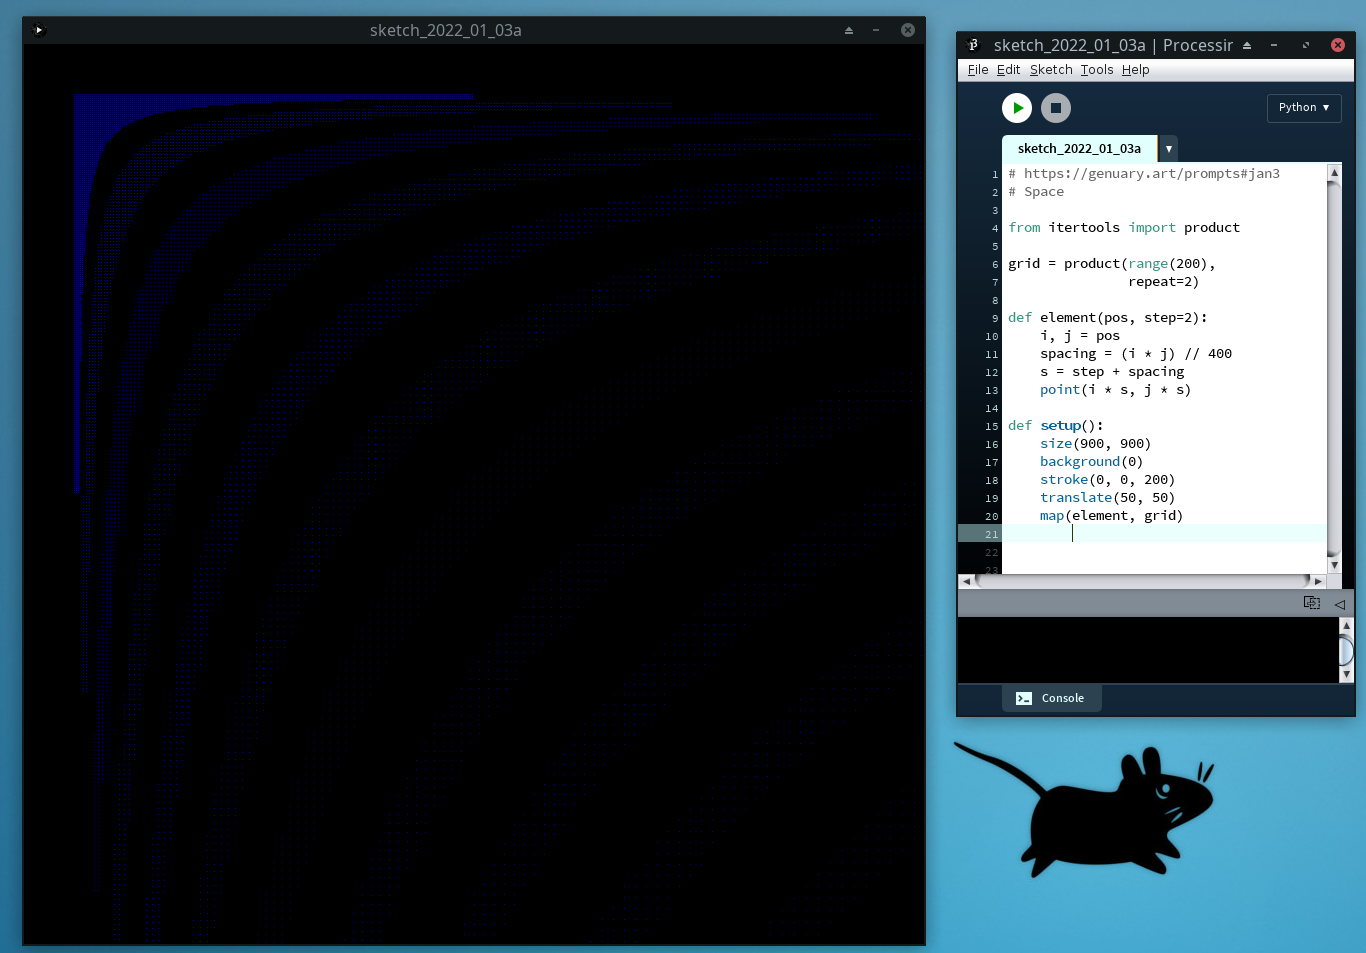 sketch_2022_01_03a
sketch_2022_01_03a | Processir
File Edit Sketch Tools Help
Python ▾
sketch_2022_01_03a
1 # https://genuary.art/prompts#jan3
2 # Space
3
4 from itertools import product
5
6 grid = product(range(200),
7                repeat=2)
8
9 def element(pos, step=2):
10     i, j = pos
11     spacing = (i * j) // 400
12     s = step + spacing
13     point(i * s, j * s)
14
15 def setup():
16     size(900, 900)
17     background(0)
18     stroke(0, 0, 200)
19     translate(50, 50)
20     map(element, grid)
21
22
23
Console